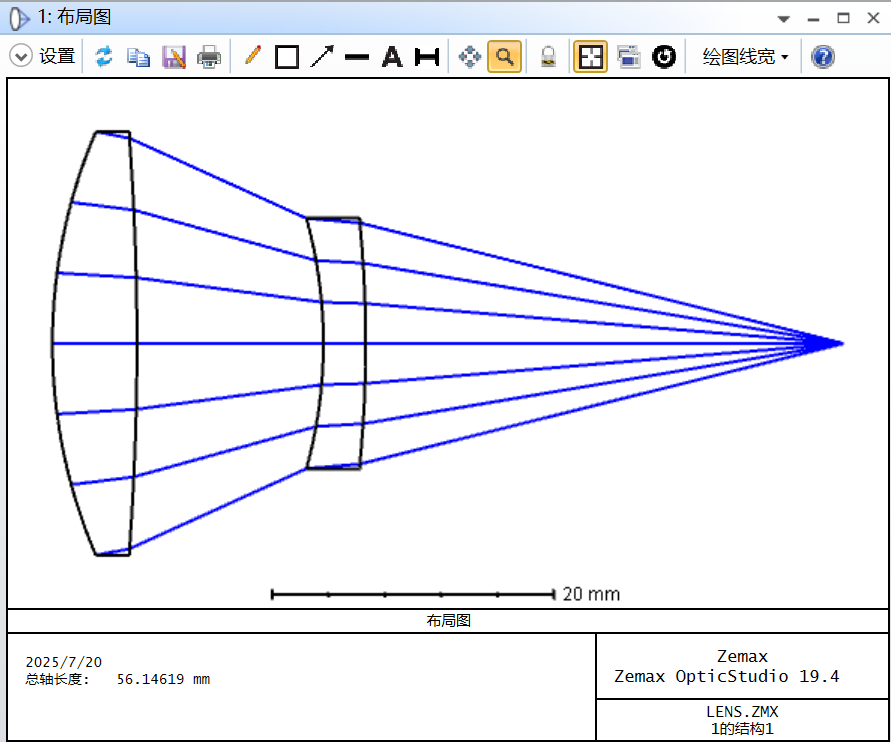 1: 布局图
设置
A
绘图线宽
20 mm
布局图
2025/7/20
总轴长度: 56.14619 mm
Zemax
Zemax OpticStudio 19.4
LENS.ZMX
1的结构1